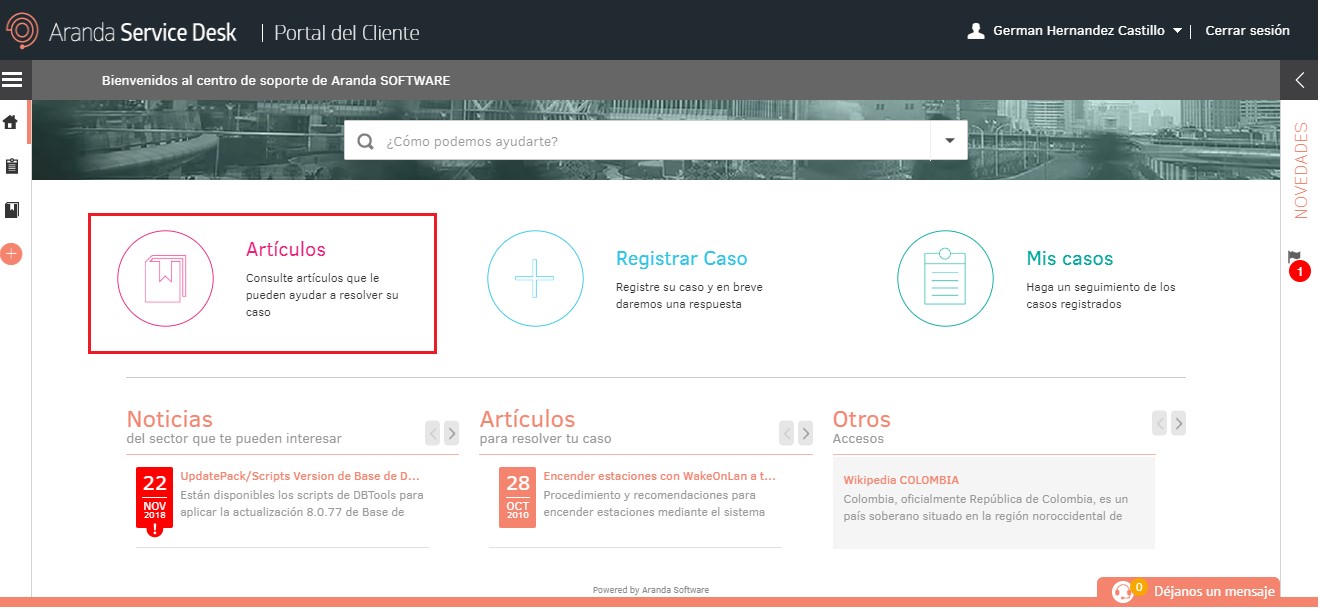 Aranda Service Desk | Portal del Cliente
German Hernandez Castillo | Cerrar sesión
Bienvenidos al centro de soporte de Aranda SOFTWARE
¿Cómo podemos ayudarte?
NOVEDADES
1
Artículos
Consulte artículos que le
pueden ayudar a resolver su
caso
Registrar Caso
Registre su caso y en breve
daremos una respuesta
Mis casos
Haga un seguimiento de los
casos registrados
Noticias
del sector que te pueden interesar
22
NOV
2018
!
UpdatePack/Scripts Version de Base de D...
Están disponibles los scripts de DBTools para
aplicar la actualización 8.0.77 de Base de
Artículos
para resolver tu caso
28
OCT
2010
Encender estaciones con WakeOnLan a t...
Procedimiento y recomendaciones para
encender estaciones mediante el sistema
Otros
Accesos
Wikipedia COLOMBIA
Colombia, oficialmente República de Colombia, es un
país soberano situado en la región noroccidental de
Powered by Aranda Software
0
Déjanos un mensaje